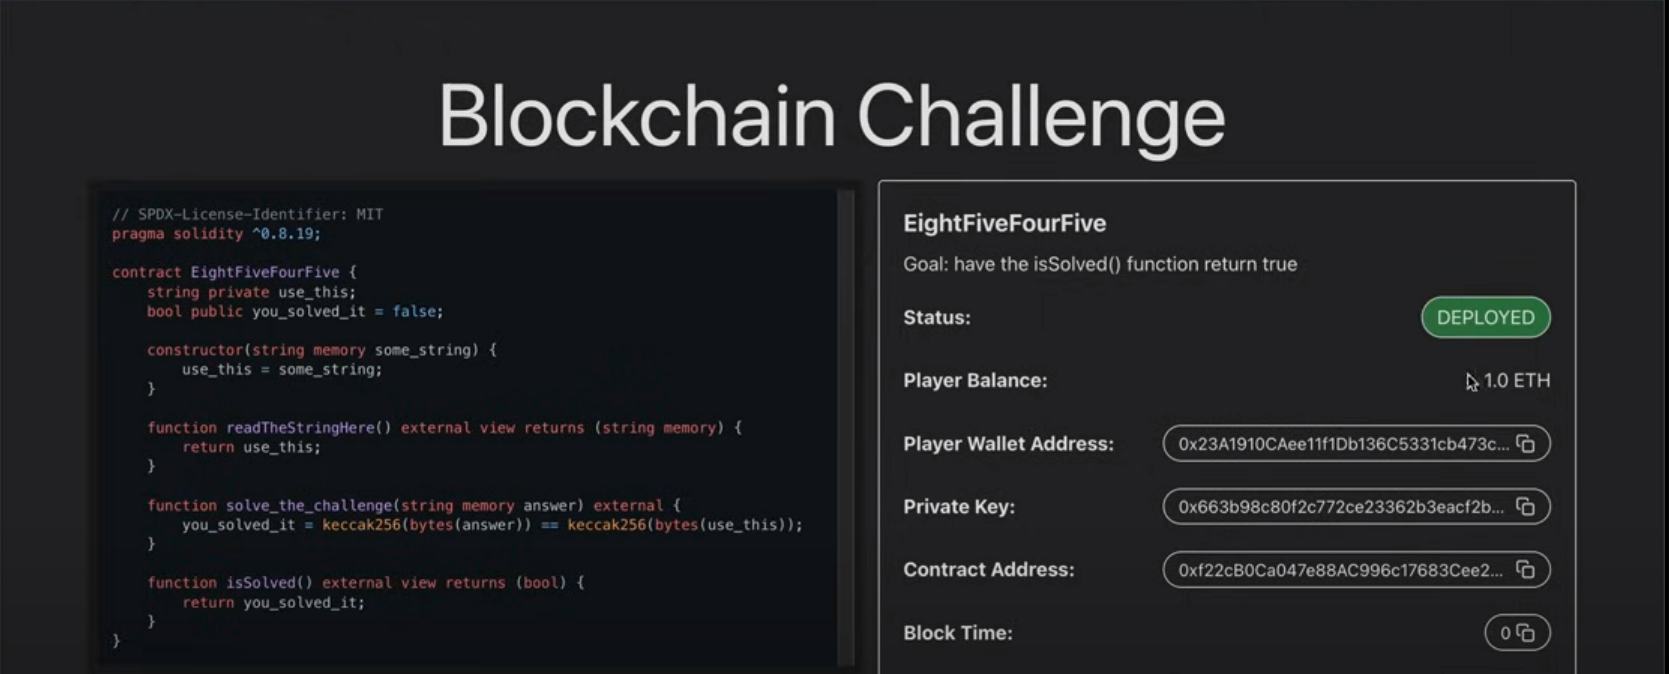 Blockchain Challenge
// SPDX-License-Identifier: MIT
pragma solidity ^0.8.19;
contract EightFiveFourFive {
    string private use_this;
    bool public you_solved_it = false;
    constructor(string memory some_string) {
        use_this = some_string;
    }
    function readTheStringHere() external view returns (string memory) {
        return use_this;
    }
    function solve_the_challenge(string memory answer) external {
        you_solved_it = keccak256(bytes(answer)) == keccak256(bytes(use_this));
    }
    function isSolved() external view returns (bool) {
        return you_solved_it;
    }
}
EightFiveFourFive
Goal: have the isSolved() function return true
Status: DEPLOYED
Player Balance: 1.0 ETH
Player Wallet Address: 0x23A1910CAee11f1Db136C5331cb473c...
Private Key: 0x663b98c80f2c772ce23362b3eacf2b...
Contract Address: 0xf22cB0Ca047e88AC996c17683Cee2...
Block Time: 0